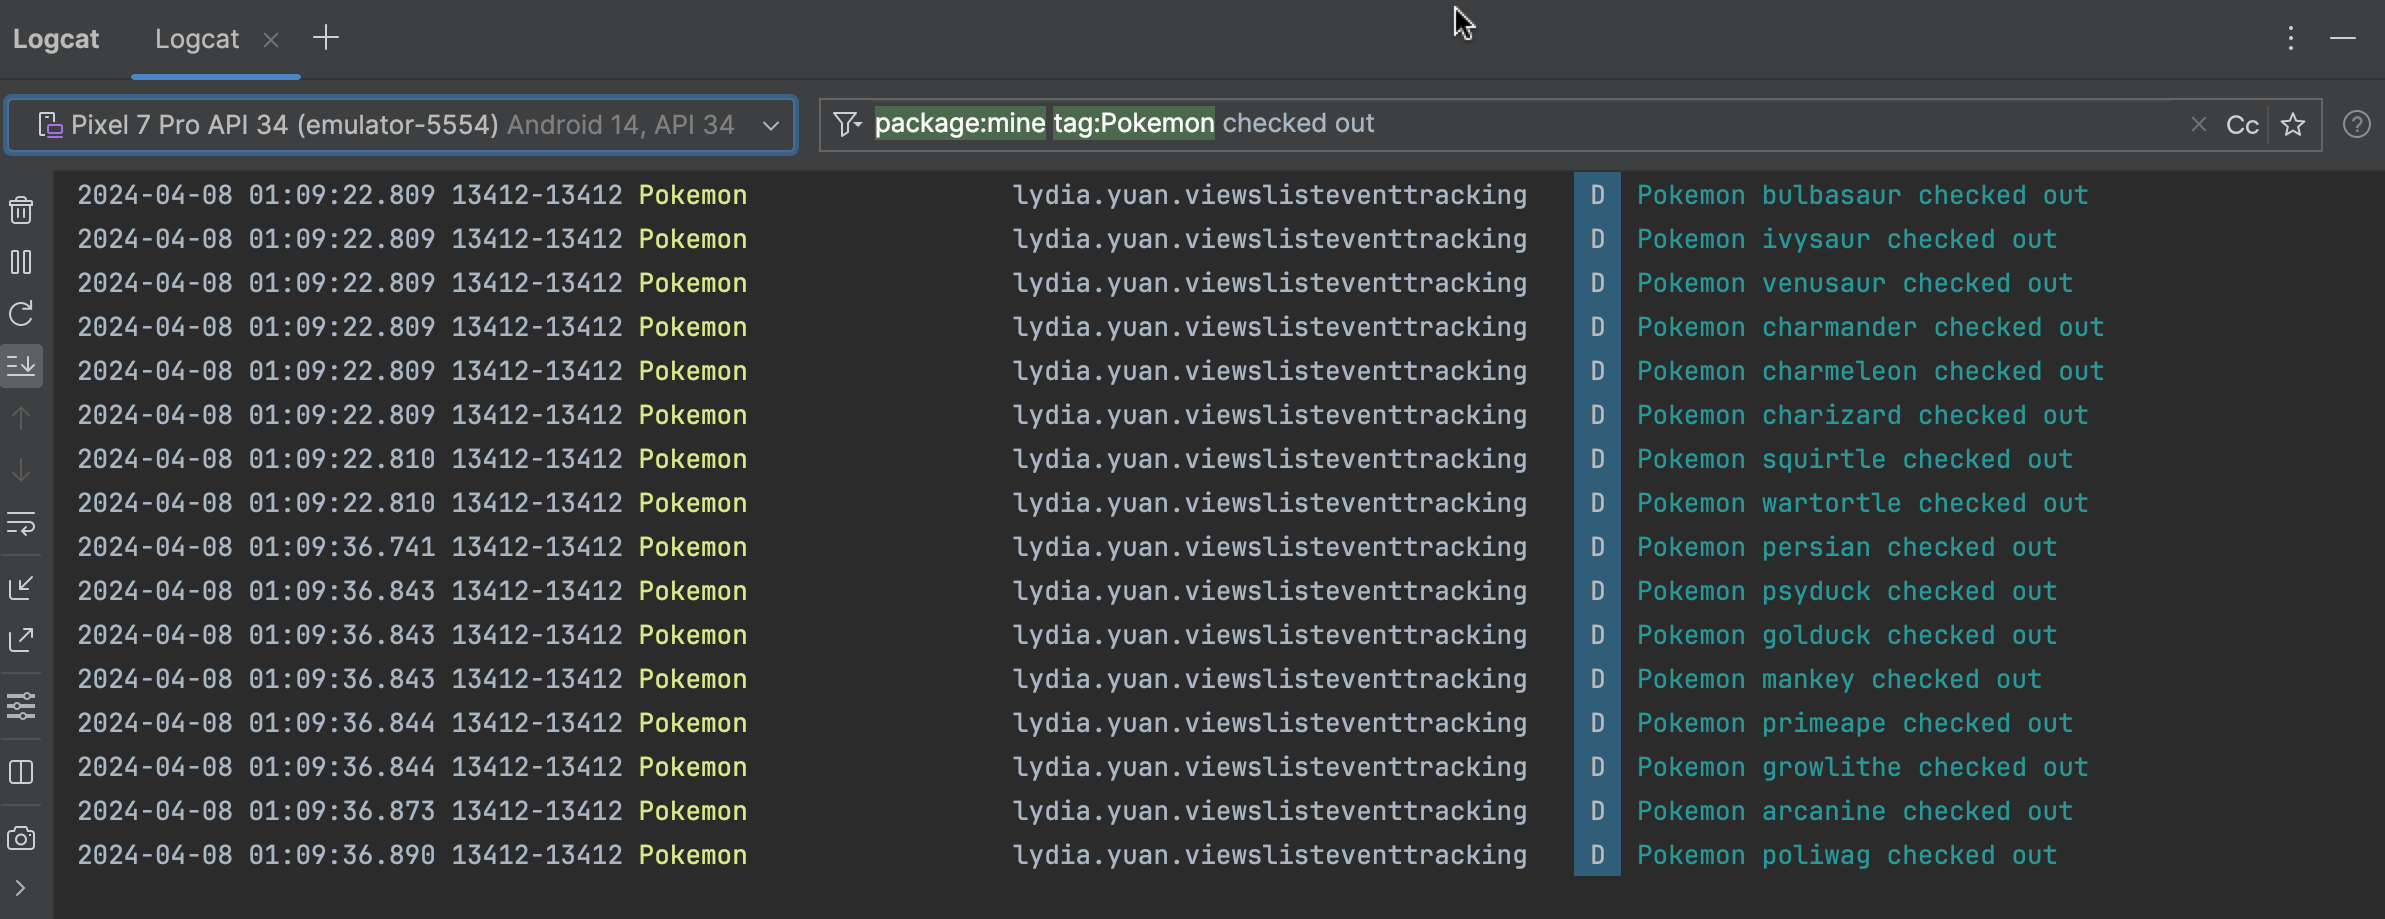 Logcat Logcat
Pixel 7 Pro API 34 (emulator-5554) Android 14, API 34 package:mine tag:Pokemon checked out Cc
2024-04-08 01:09:22.809 13412-13412 Pokemon lydia.yuan.viewslisteventtracking D Pokemon bulbasaur checked out
2024-04-08 01:09:22.809 13412-13412 Pokemon lydia.yuan.viewslisteventtracking D Pokemon ivysaur checked out
2024-04-08 01:09:22.809 13412-13412 Pokemon lydia.yuan.viewslisteventtracking D Pokemon venusaur checked out
2024-04-08 01:09:22.809 13412-13412 Pokemon lydia.yuan.viewslisteventtracking D Pokemon charmander checked out
2024-04-08 01:09:22.809 13412-13412 Pokemon lydia.yuan.viewslisteventtracking D Pokemon charmeleon checked out
2024-04-08 01:09:22.809 13412-13412 Pokemon lydia.yuan.viewslisteventtracking D Pokemon charizard checked out
2024-04-08 01:09:22.810 13412-13412 Pokemon lydia.yuan.viewslisteventtracking D Pokemon squirtle checked out
2024-04-08 01:09:22.810 13412-13412 Pokemon lydia.yuan.viewslisteventtracking D Pokemon wartortle checked out
2024-04-08 01:09:36.741 13412-13412 Pokemon lydia.yuan.viewslisteventtracking D Pokemon persian checked out
2024-04-08 01:09:36.843 13412-13412 Pokemon lydia.yuan.viewslisteventtracking D Pokemon psyduck checked out
2024-04-08 01:09:36.843 13412-13412 Pokemon lydia.yuan.viewslisteventtracking D Pokemon golduck checked out
2024-04-08 01:09:36.843 13412-13412 Pokemon lydia.yuan.viewslisteventtracking D Pokemon mankey checked out
2024-04-08 01:09:36.844 13412-13412 Pokemon lydia.yuan.viewslisteventtracking D Pokemon primeape checked out
2024-04-08 01:09:36.844 13412-13412 Pokemon lydia.yuan.viewslisteventtracking D Pokemon growlithe checked out
2024-04-08 01:09:36.873 13412-13412 Pokemon lydia.yuan.viewslisteventtracking D Pokemon arcanine checked out
2024-04-08 01:09:36.890 13412-13412 Pokemon lydia.yuan.viewslisteventtracking D Pokemon poliwag checked out